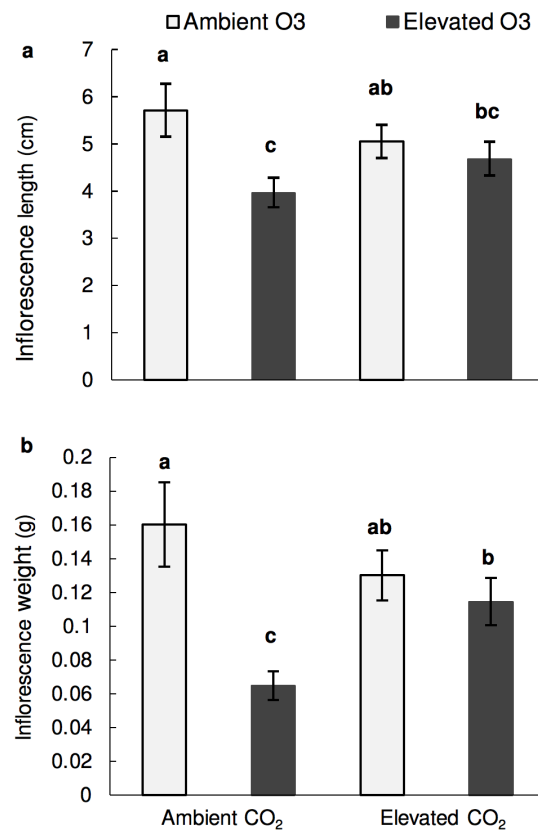 Ambient O3 Elevated O3
a
a
ab
bc
c
7
6
5
4
3
2
1
0
Inflorescence length (cm)
b
a
ab
b
c
0.2
0.18
0.16
0.14
0.12
0.1
0.08
0.06
0.04
0.02
0
Inflorescence weight (g)
Ambient CO₂ Elevated CO₂